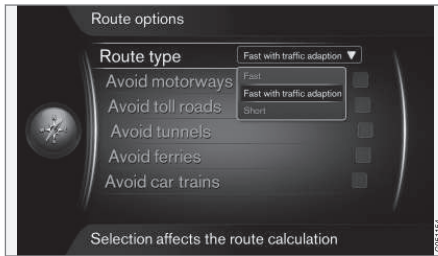 Route options
Route type Fast with traffic adaption
Fast
Avoid motorways
Fast with traffic adaption
Avoid toll roads
Short
Avoid tunnels
Avoid ferries
Avoid car trains
Selection affects the route calculation